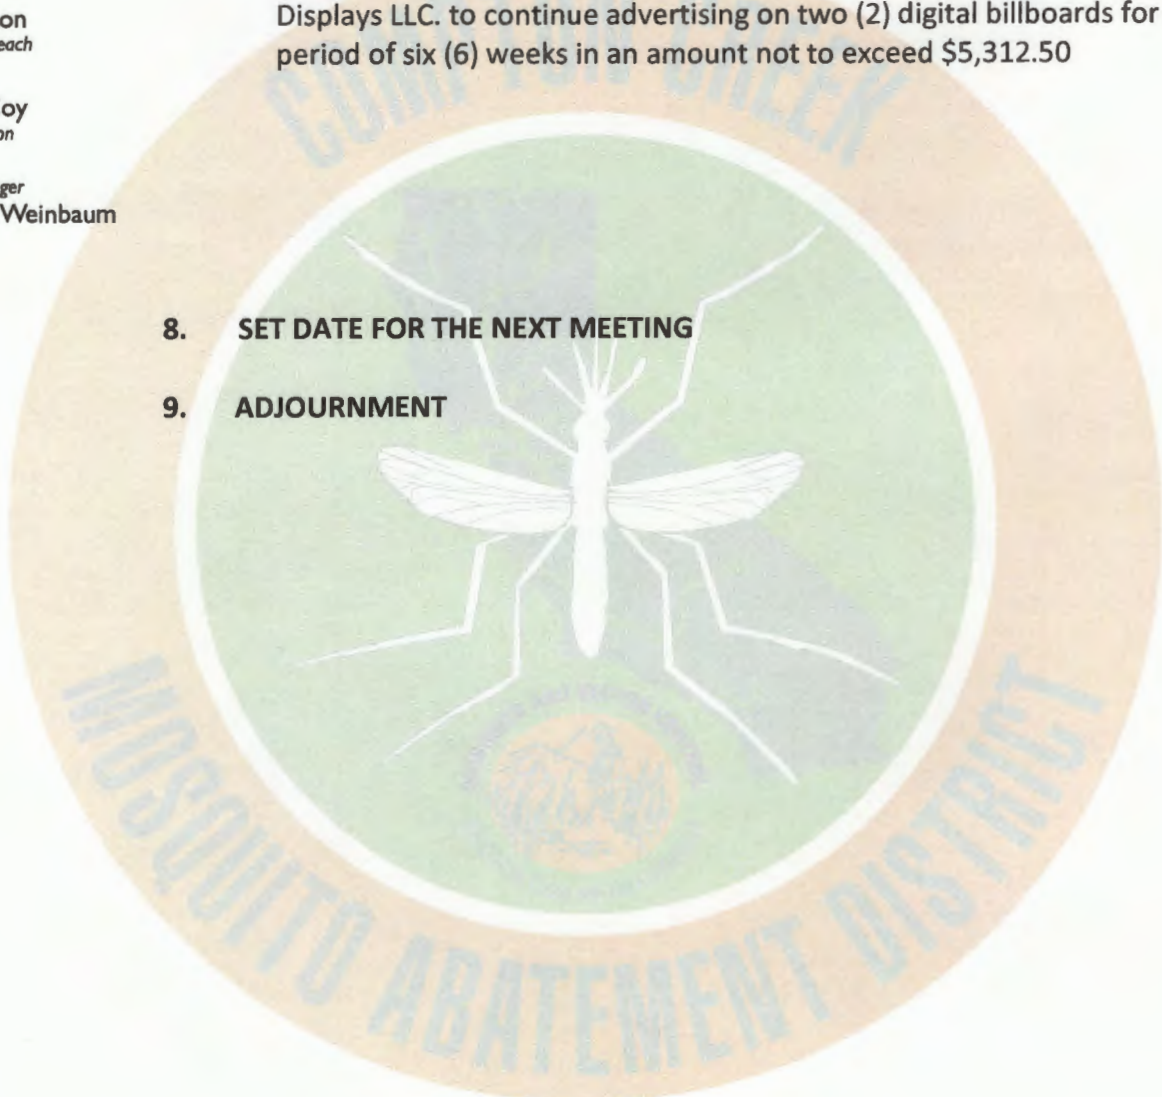 on
each
oy
on
ger
Weinbaum
Displays LLC. to continue advertising on two (2) digital billboards for
period of six (6) weeks in an amount not to exceed $5,312.50
8. SET DATE FOR THE NEXT MEETING
9. ADJOURNMENT
COMPTON CREEK
MOSQUITO ABATEMENT DISTRICT